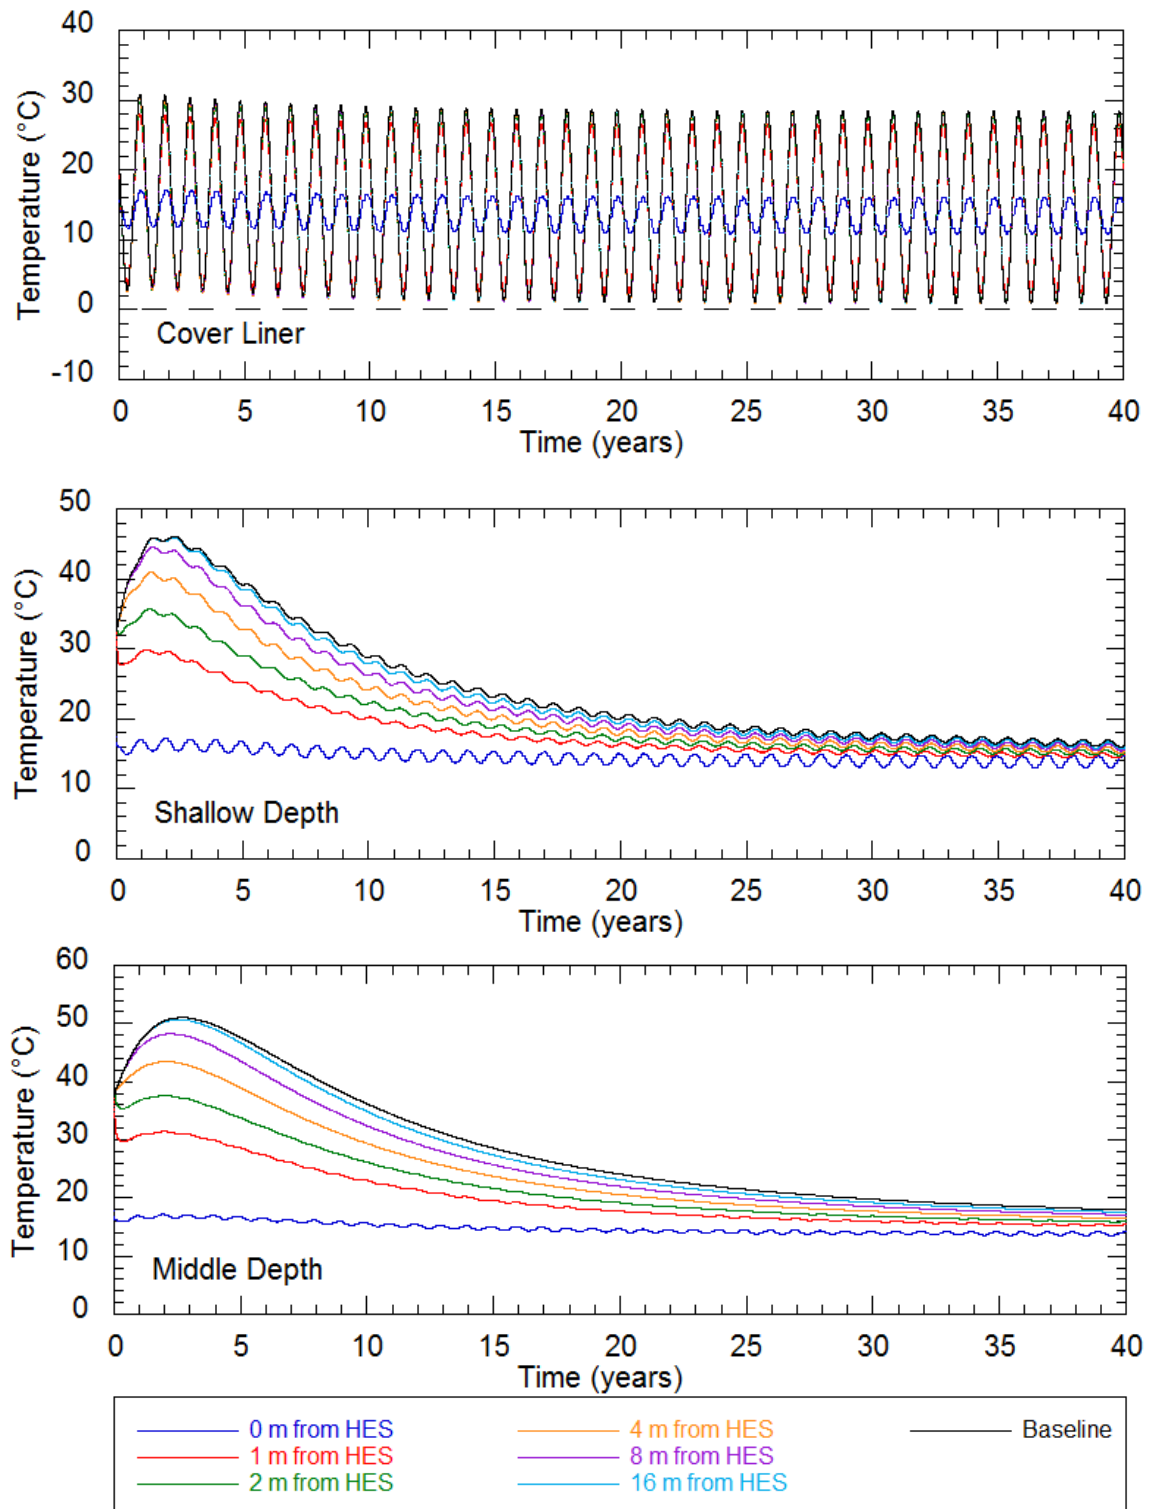 40
30
20
10
0
-10
Temperature (°C)
Cover Liner
0 5 10 15 20 25 30 35 40
Time (years)
50
40
30
20
10
0
Temperature (°C)
Shallow Depth
0 5 10 15 20 25 30 35 40
Time (years)
60
50
40
30
20
10
0
Temperature (°C)
Middle Depth
0 5 10 15 20 25 30 35 40
Time (years)
0 m from HES 4 m from HES Baseline
1 m from HES 8 m from HES
2 m from HES 16 m from HES